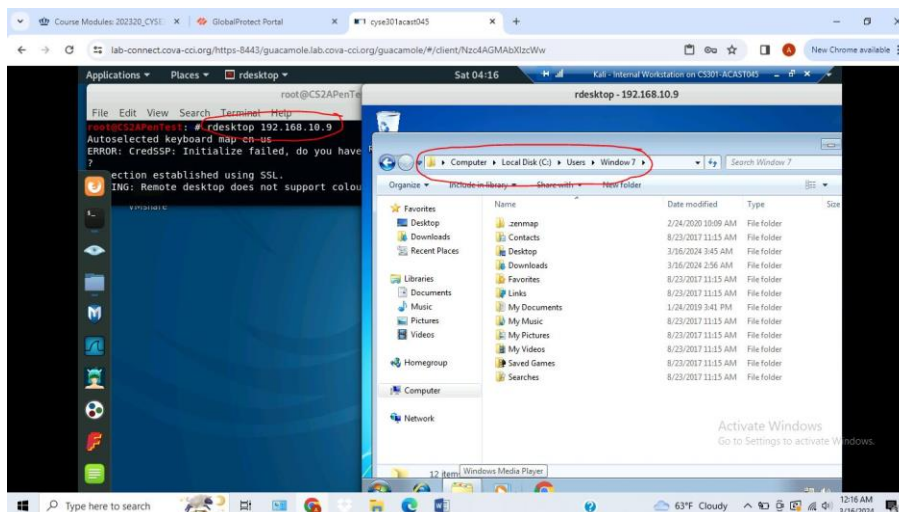 Course Modules: 202320_CYSE
GlobalProtect Portal
cyse301acast045
lab-connect.cova-cci.org/https-8443/guacamole.lab.cova-cci.org/guacamole/#/client/Nzc4AGMAbXlzcWw
New Chrome available
Applications Places rdesktop Sat 04:16
Kali - Internal Workstation on CS301-ACAST045
root@CS2APenTe
rdesktop - 192.168.10.9
File Edit View Search Terminal Help
root@CS2APenTest: # rdesktop 192.168.10.9
Autoselected keyboard map en-us
ERROR: CredSSP: Initialize failed, do you have
?
ection established using SSL.
ING: Remote desktop does not support colou
VMshare
Computer Local Disk (C:) Users Window 7
Search Window 7
Organize Include in library Share with New folder
Name Date modified Type Size
Favorites
Desktop
Downloads
Recent Places
Libraries
Documents
Music
Pictures
Videos
Homegroup
Computer
Network
.zenmap 2/24/2020 10:09 AM File folder
Contacts 8/23/2017 11:15 AM File folder
Desktop 3/16/2024 3:45 AM File folder
Downloads 3/16/2024 2:56 AM File folder
Favorites 8/23/2017 11:15 AM File folder
Links 8/23/2017 11:15 AM File folder
My Documents 1/24/2019 3:41 PM File folder
My Music 8/23/2017 11:15 AM File folder
My Pictures 8/23/2017 11:15 AM File folder
My Videos 8/23/2017 11:15 AM File folder
Saved Games 8/23/2017 11:15 AM File folder
Searches 8/23/2017 11:15 AM File folder
Activate Windows
Go to Settings to activate Windows.
12 item
Windows Media Player
Type here to search
63°F Cloudy
12:16 AM
3/16/2024